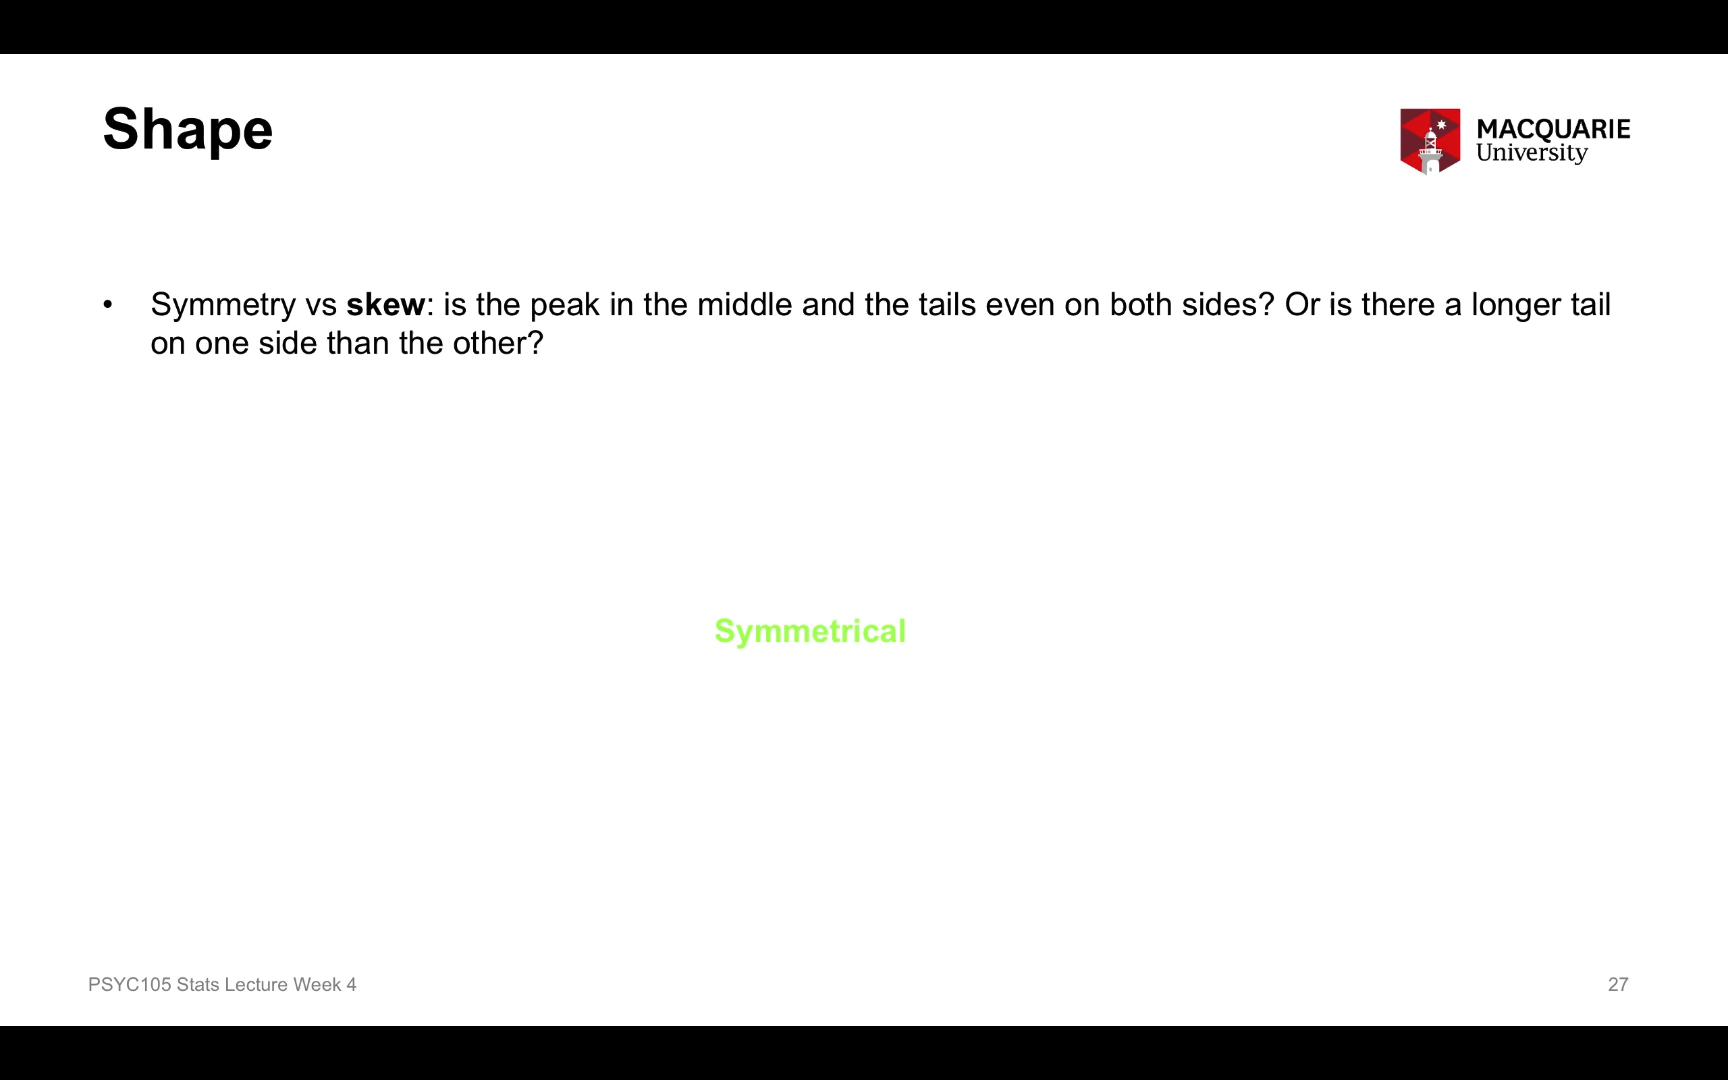 Shape
MACQUARIE
University
• Symmetry vs skew: is the peak in the middle and the tails even on both sides? Or is there a longer tail
on one side than the other?
Symmetrical
PSYC105 Stats Lecture Week 4
27